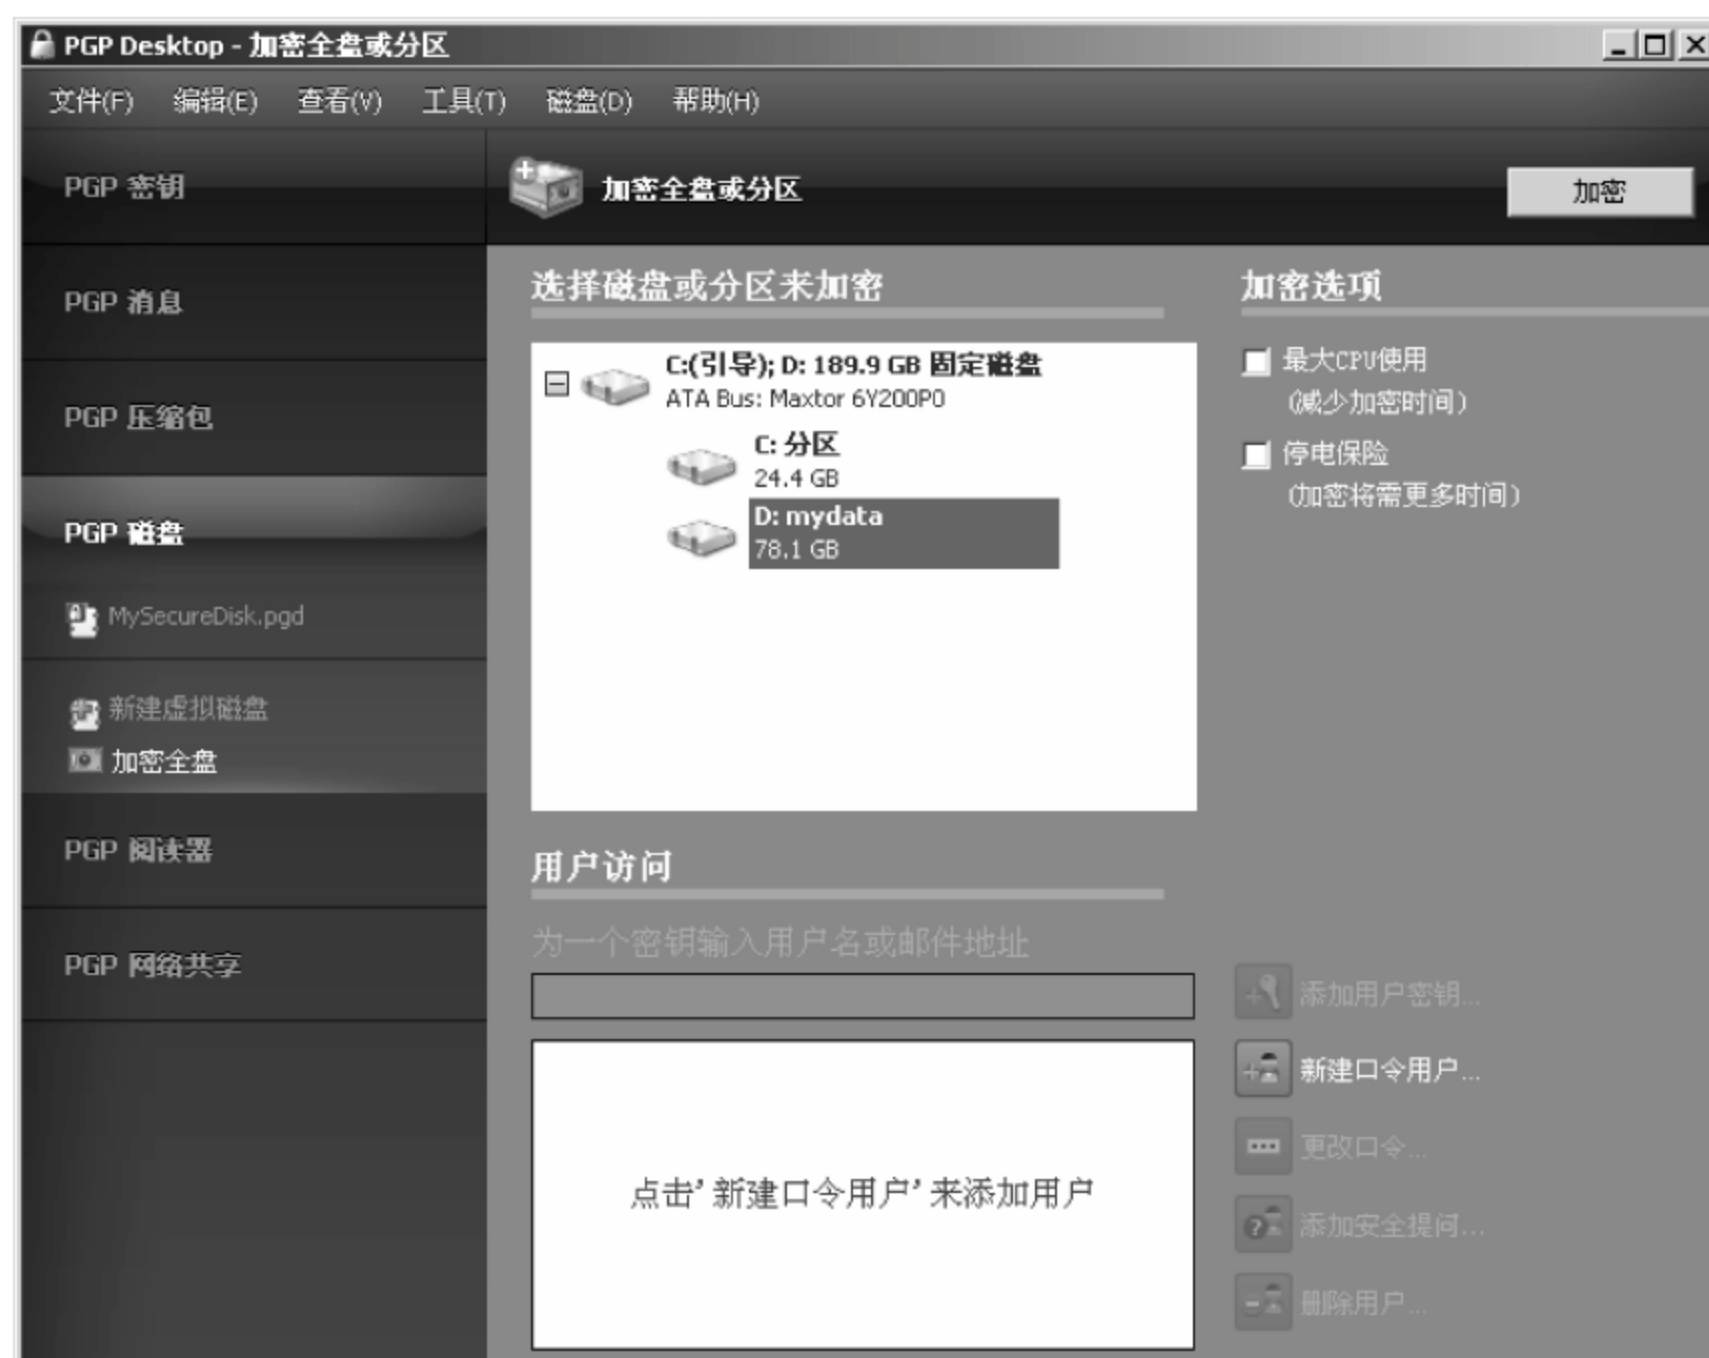 PGP Desktop - 加密全盘或分区
文件(F) 编辑(E) 查看(V) 工具(T) 磁盘(D) 帮助(H)
PGP 密钥
PGP 消息
PGP 压缩包
PGP 磁盘
MySecureDisk.pgd
新建虚拟磁盘
加密全盘
PGP 阅读器
PGP 网络共享
加密全盘或分区
加密
选择磁盘或分区来加密
C:(引导); D: 189.9 GB 固定磁盘
ATA Bus: Maxtor 6Y200P0
C: 分区
24.4 GB
D: mydata
78.1 GB
加密选项
最大CPU使用
(减少加密时间)
停电保险
(加密将需更多时间)
用户访问
为一个密钥输入用户名或邮件地址
点击'新建口令用户'来添加用户
添加用户密钥...
新建口令用户...
更改口令...
添加安全提问...
删除用户...